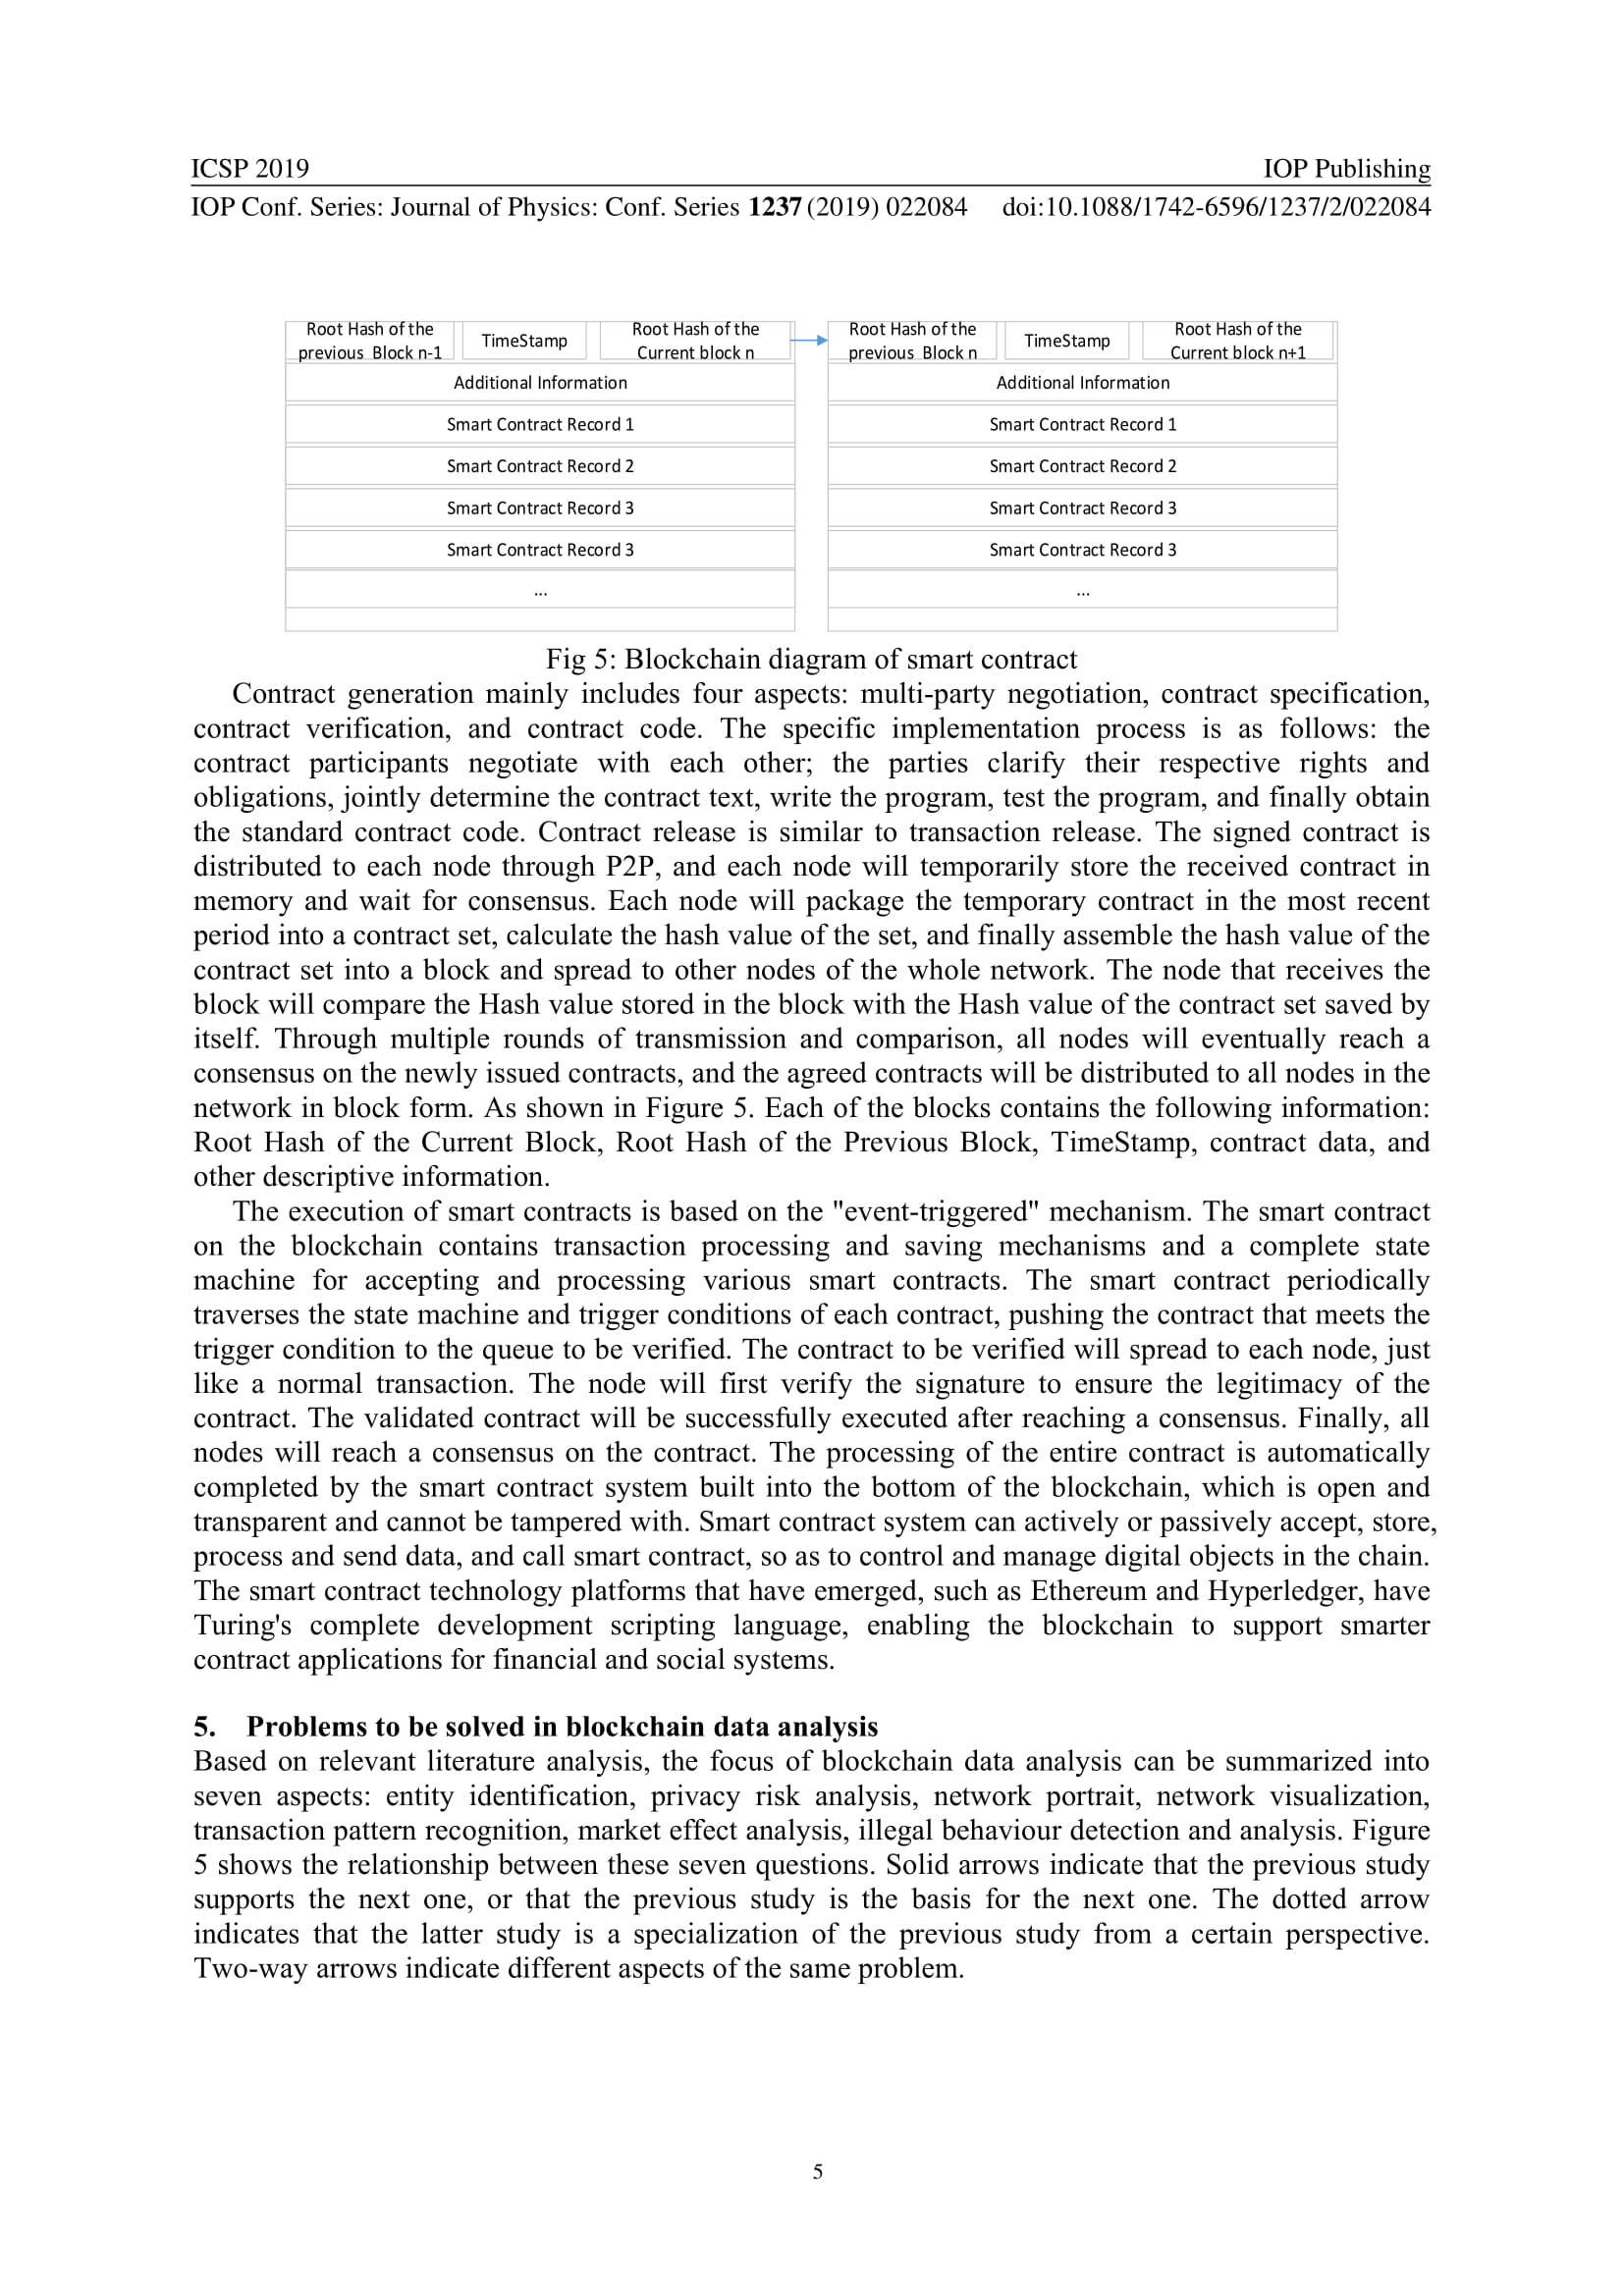 ICSP 2019 IOP Publishing
IOP Conf. Series: Journal of Physics: Conf. Series 1237 (2019) 022084 doi:10.1088/1742-6596/1237/2/022084
Root Hash of the previous Block n-1 TimeStamp Root Hash of the Current block n
Additional Information
Smart Contract Record 1
Smart Contract Record 2
Smart Contract Record 3
Smart Contract Record 3
...
Root Hash of the previous Block n TimeStamp Root Hash of the Current block n+1
Additional Information
Smart Contract Record 1
Smart Contract Record 2
Smart Contract Record 3
Smart Contract Record 3
...
Fig 5: Blockchain diagram of smart contract
Contract generation mainly includes four aspects: multi-party negotiation, contract specification,
contract verification, and contract code. The specific implementation process is as follows: the
contract participants negotiate with each other; the parties clarify their respective rights and
obligations, jointly determine the contract text, write the program, test the program, and finally obtain
the standard contract code. Contract release is similar to transaction release. The signed contract is
distributed to each node through P2P, and each node will temporarily store the received contract in
memory and wait for consensus. Each node will package the temporary contract in the most recent
period into a contract set, calculate the hash value of the set, and finally assemble the hash value of the
contract set into a block and spread to other nodes of the whole network. The node that receives the
block will compare the Hash value stored in the block with the Hash value of the contract set saved by
itself. Through multiple rounds of transmission and comparison, all nodes will eventually reach a
consensus on the newly issued contracts, and the agreed contracts will be distributed to all nodes in the
network in block form. As shown in Figure 5. Each of the blocks contains the following information:
Root Hash of the Current Block, Root Hash of the Previous Block, TimeStamp, contract data, and
other descriptive information.
The execution of smart contracts is based on the "event-triggered" mechanism. The smart contract
on the blockchain contains transaction processing and saving mechanisms and a complete state
machine for accepting and processing various smart contracts. The smart contract periodically
traverses the state machine and trigger conditions of each contract, pushing the contract that meets the
trigger condition to the queue to be verified. The contract to be verified will spread to each node, just
like a normal transaction. The node will first verify the signature to ensure the legitimacy of the
contract. The validated contract will be successfully executed after reaching a consensus. Finally, all
nodes will reach a consensus on the contract. The processing of the entire contract is automatically
completed by the smart contract system built into the bottom of the blockchain, which is open and
transparent and cannot be tampered with. Smart contract system can actively or passively accept, store,
process and send data, and call smart contract, so as to control and manage digital objects in the chain.
The smart contract technology platforms that have emerged, such as Ethereum and Hyperledger, have
Turing's complete development scripting language, enabling the blockchain to support smarter
contract applications for financial and social systems.
5. Problems to be solved in blockchain data analysis
Based on relevant literature analysis, the focus of blockchain data analysis can be summarized into
seven aspects: entity identification, privacy risk analysis, network portrait, network visualization,
transaction pattern recognition, market effect analysis, illegal behaviour detection and analysis. Figure
5 shows the relationship between these seven questions. Solid arrows indicate that the previous study
supports the next one, or that the previous study is the basis for the next one. The dotted arrow
indicates that the latter study is a specialization of the previous study from a certain perspective.
Two-way arrows indicate different aspects of the same problem.
5